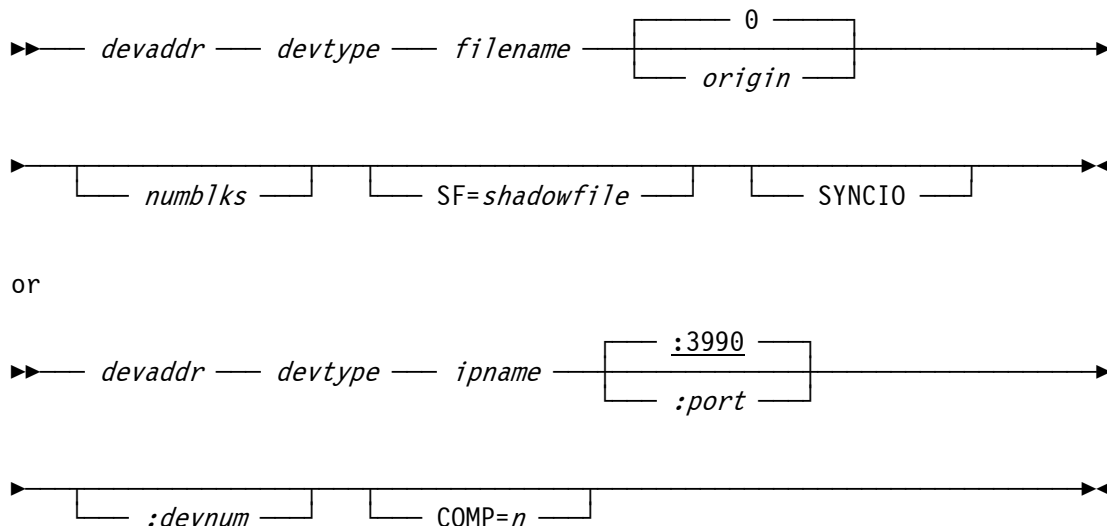 0
devaddr devtype filename
origin
numblks SF=shadowfile SYNCIO
or
:3990
devaddr devtype ipname
:port
:devnum COMP=n